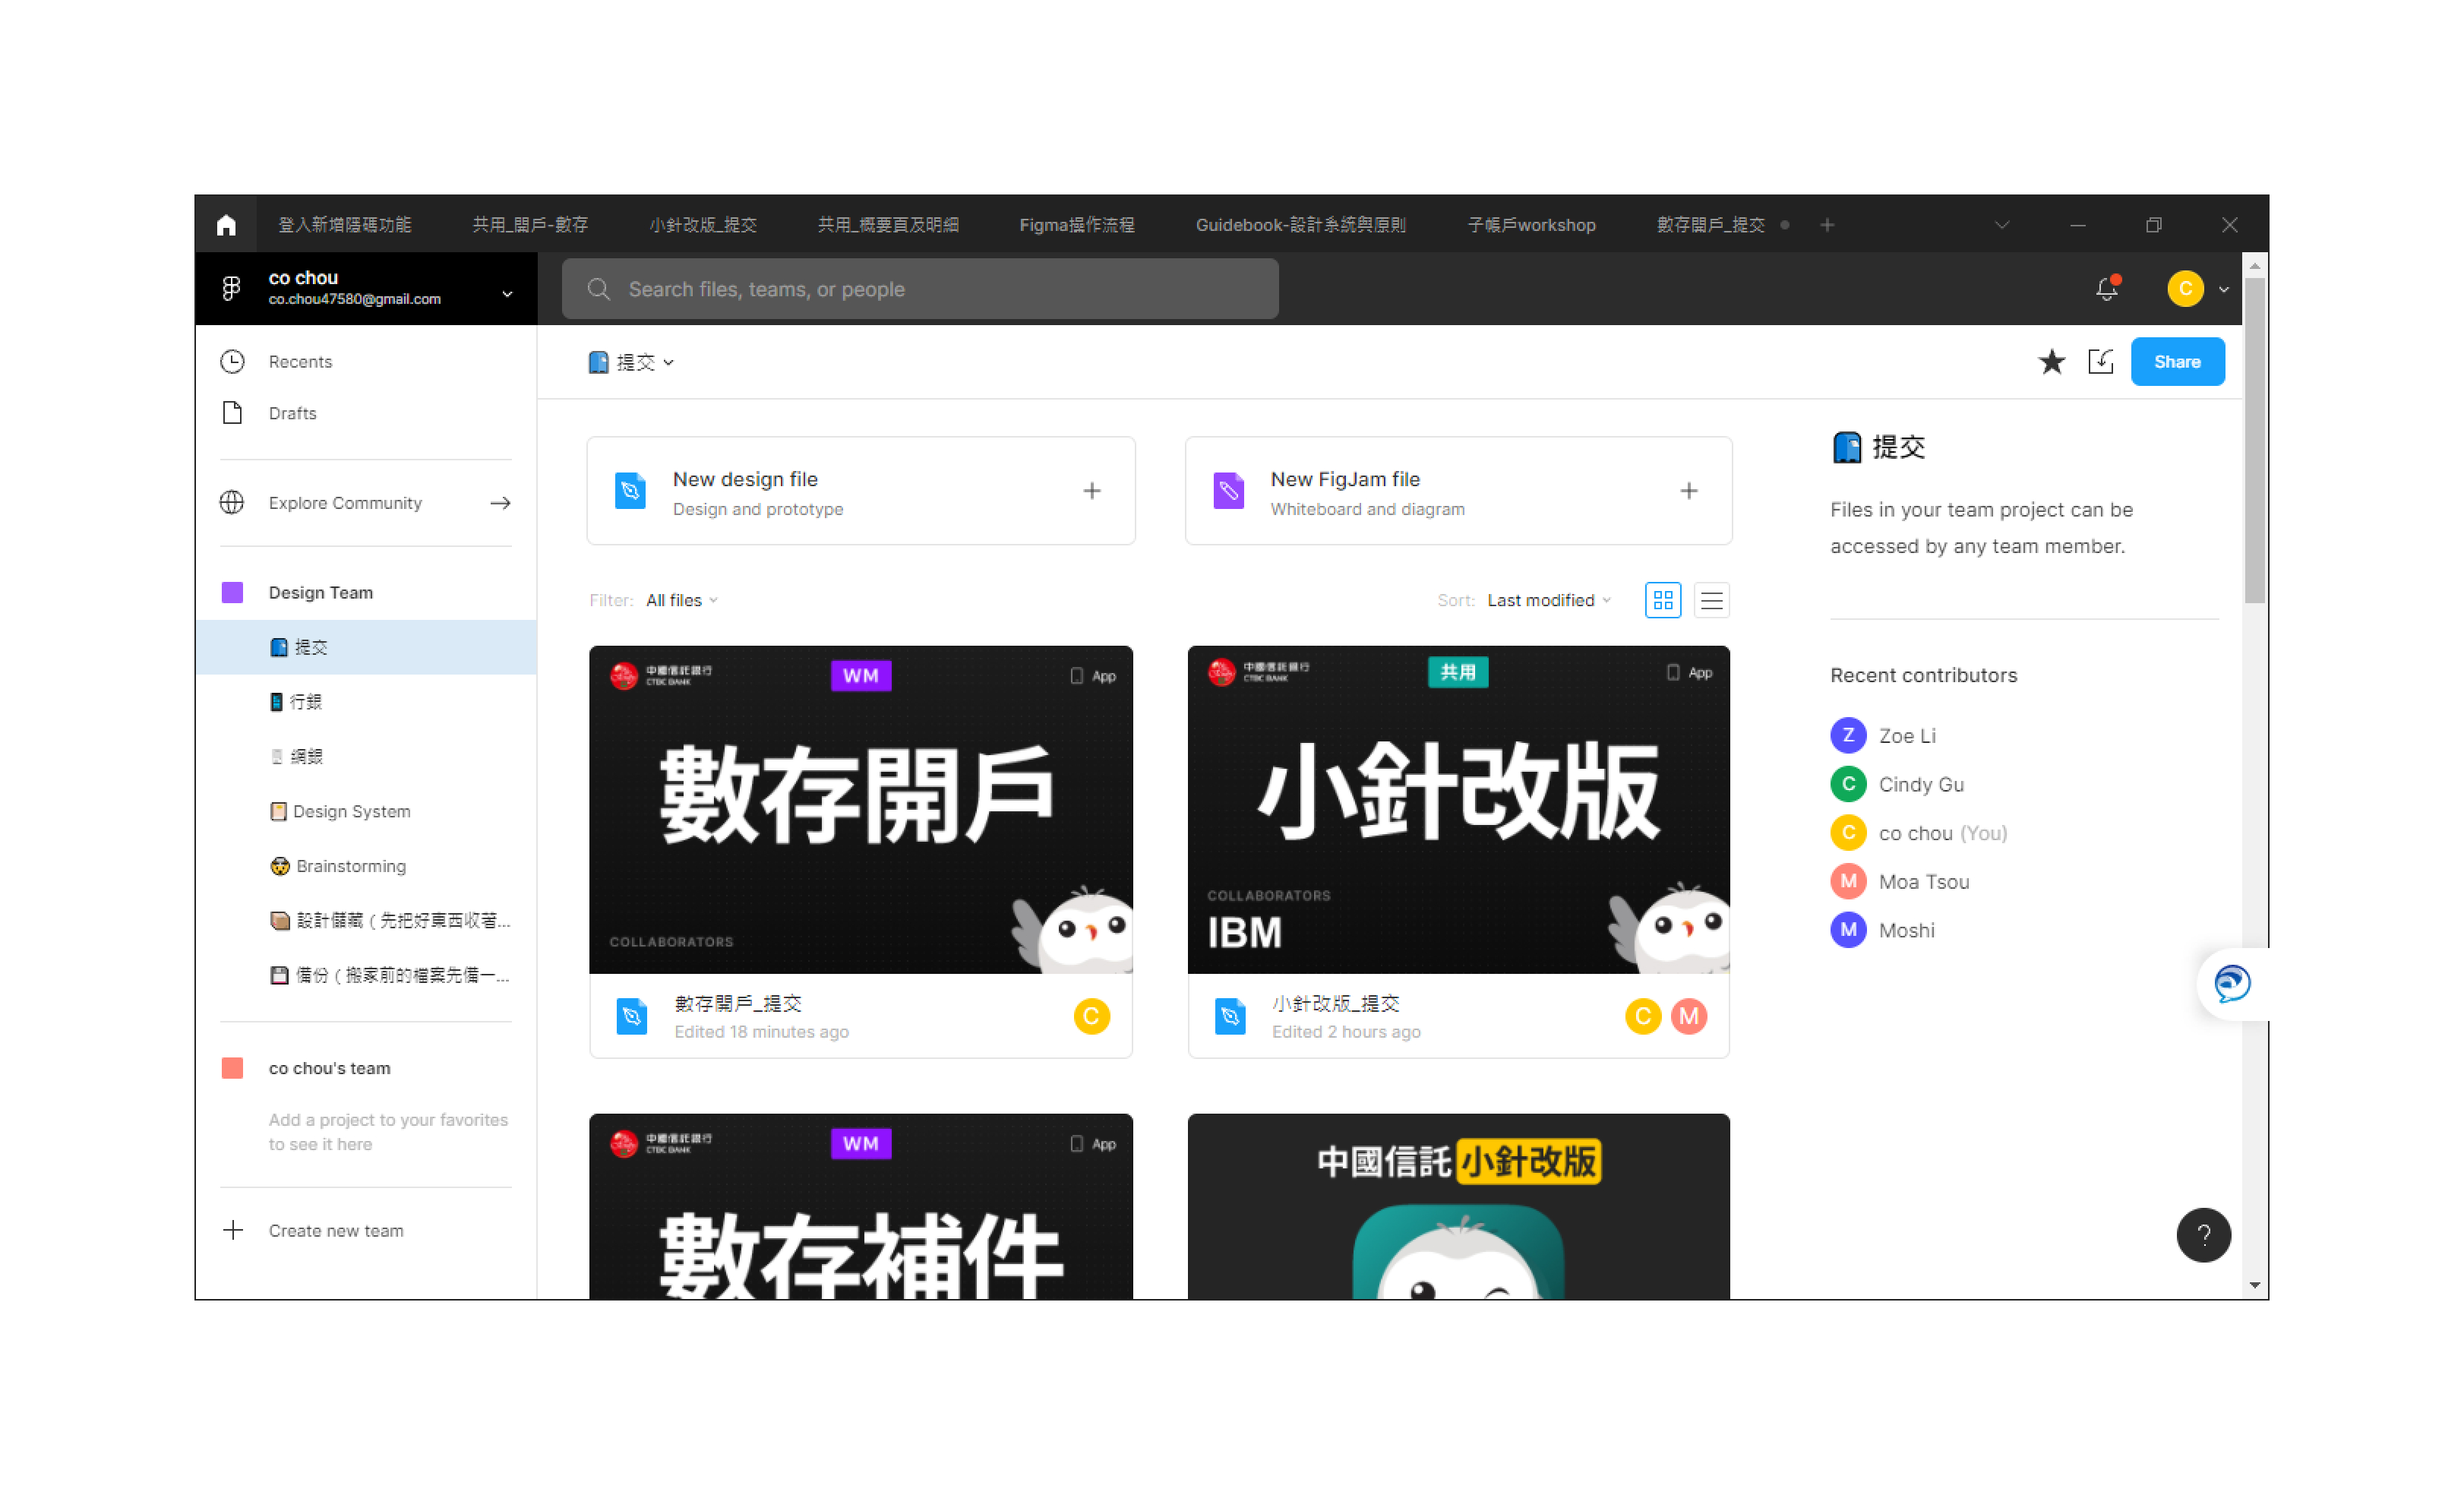 登入新增隱碼功能
共用_開戶-數存
小針改版_提交
共用_概要頁及明細
Figma操作流程
Guidebook-設計系統與原則
子帳戶workshop
數存開戶_提交
co chou
co.chou47580@gmail.com
Search files, teams, or people
C
Recents
Drafts
Explore Community
Design Team
提交
行銀
網銀
Design System
Brainstorming
設計儲藏（先把好東西收著...
備份（搬家前的檔案先備一...
co chou's team
Add a project to your favorites
to see it here
Create new team
提交
Share
New design file
Design and prototype
New FigJam file
Whiteboard and diagram
Filter: All files
Sort: Last modified
中國信託銀行
CTBC BANK
WM
App
數存開戶
COLLABORATORS
數存開戶_提交
Edited 18 minutes ago
C
中國信託銀行
CTBC BANK
共用
App
小針改版
COLLABORATORS
IBM
小針改版_提交
Edited 2 hours ago
C
M
中國信託銀行
CTBC BANK
WM
App
數存補件
中國信託 小針改版
提交
Files in your team project can be
accessed by any team member.
Recent contributors
Z Zoe Li
C Cindy Gu
C co chou (You)
M Moa Tsou
M Moshi
?